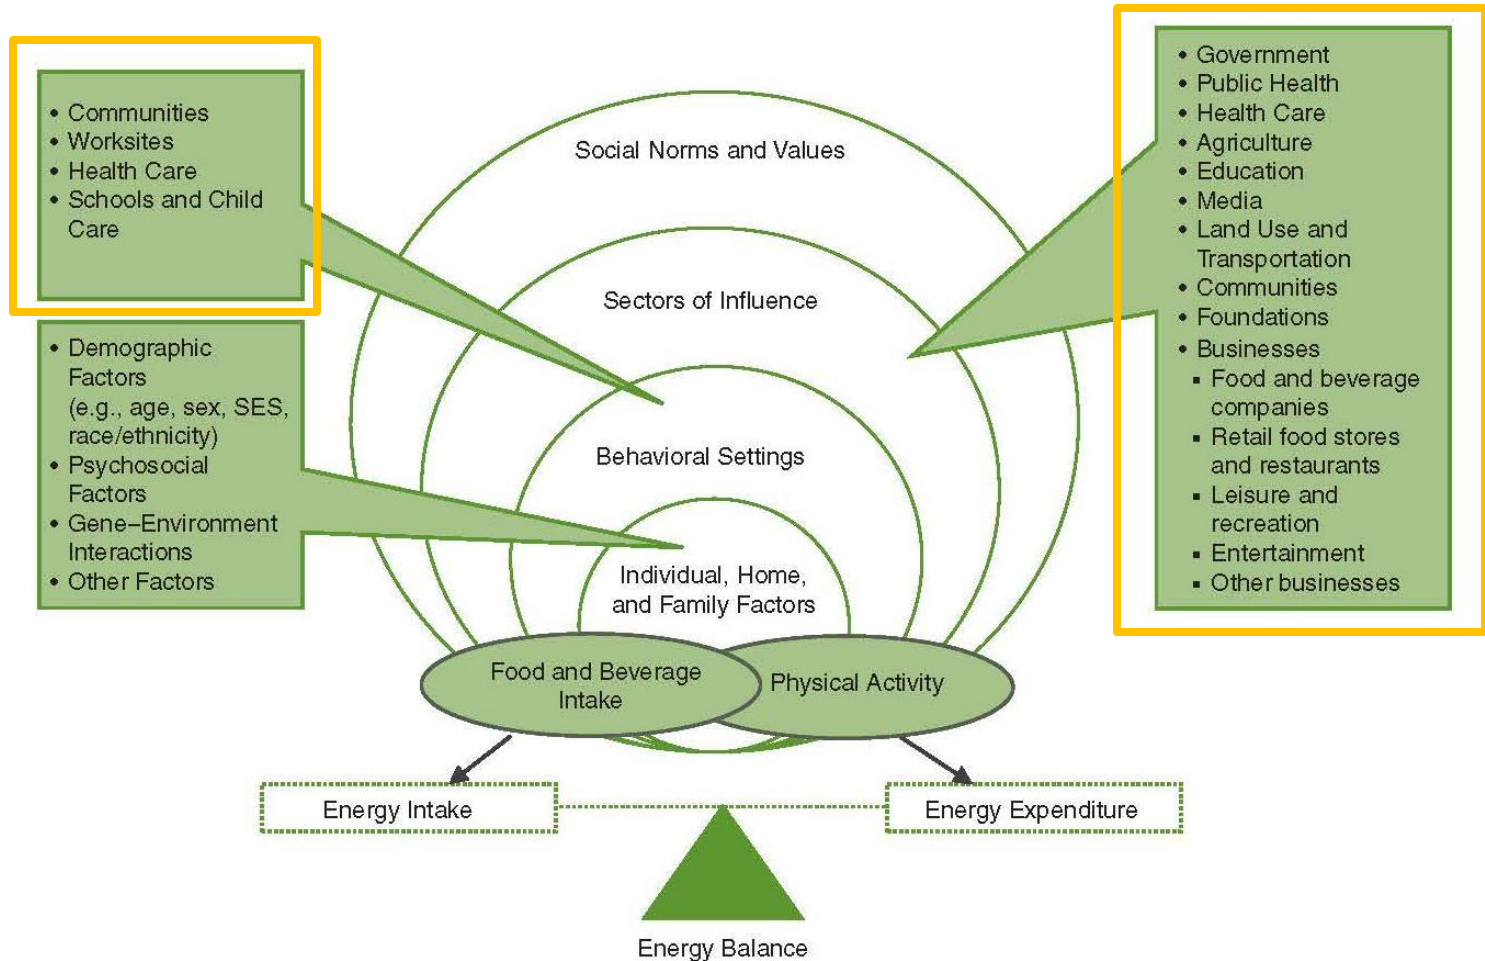 • Communities
• Worksites
• Health Care
• Schools and Child
Care
• Demographic
Factors
(e.g., age, sex, SES,
race/ethnicity)
• Psychosocial
Factors
• Gene–Environment
Interactions
• Other Factors
Social Norms and Values
Sectors of Influence
Behavioral Settings
Individual, Home,
and Family Factors
• Government
• Public Health
• Health Care
• Agriculture
• Education
• Media
• Land Use and
Transportation
• Communities
• Foundations
• Businesses
▪ Food and beverage
companies
▪ Retail food stores
and restaurants
▪ Leisure and
recreation
▪ Entertainment
▪ Other businesses
Food and Beverage
Intake
Physical Activity
Energy Intake
Energy Expenditure
Energy Balance